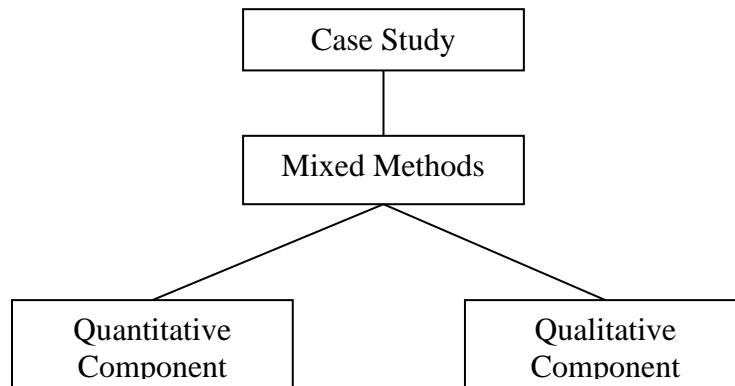 Case Study
Mixed Methods
Quantitative
Component
Qualitative
Component